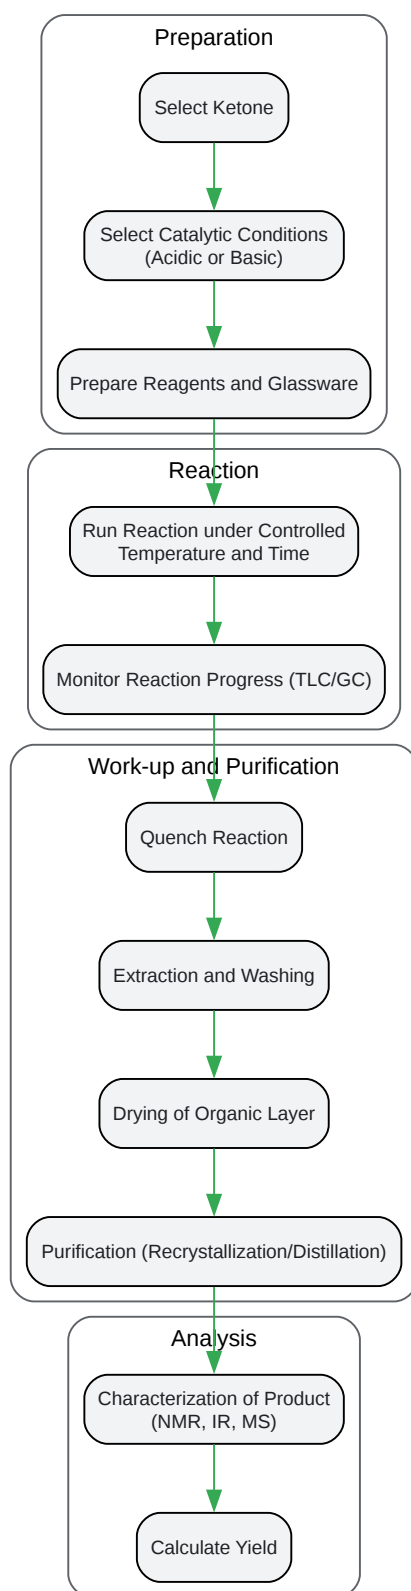 Preparation
Select Ketone
Select Catalytic Conditions
(Acidic or Basic)
Prepare Reagents and Glassware
Reaction
Run Reaction under Controlled
Temperature and Time
Monitor Reaction Progress (TLC/GC)
Work-up and Purification
Quench Reaction
Extraction and Washing
Drying of Organic Layer
Purification (Recrystallization/Distillation)
Analysis
Characterization of Product
(NMR, IR, MS)
Calculate Yield